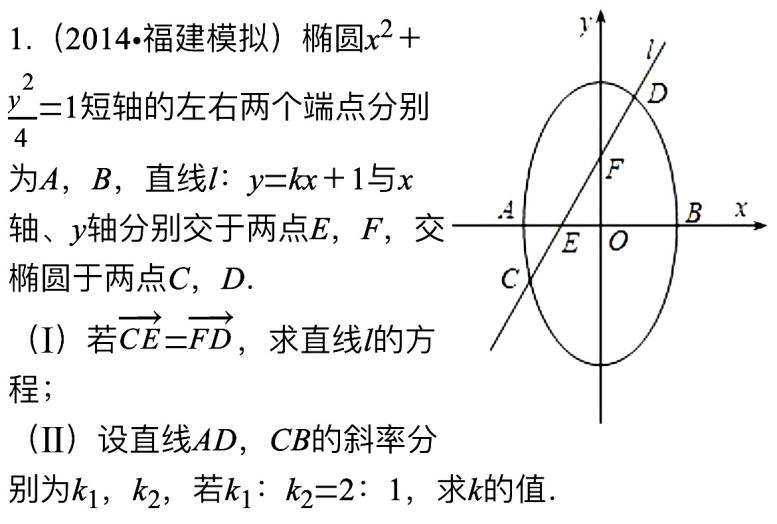 1.（2014•福建模拟）椭圆x²+
y²/4=1短轴的左右两个端点分别
为A，B，直线l：y=kx+1与x
轴、y轴分别交于两点E，F，交
椭圆于两点C，D.
（Ⅰ）若\overrightarrow{CE}=\overrightarrow{FD}，求直线l的方
程；
（Ⅱ）设直线AD，CB的斜率分
别为k₁，k₂，若k₁：k₂=2：1，求k的值.
y
l
D
F
A
B
x
E
O
C